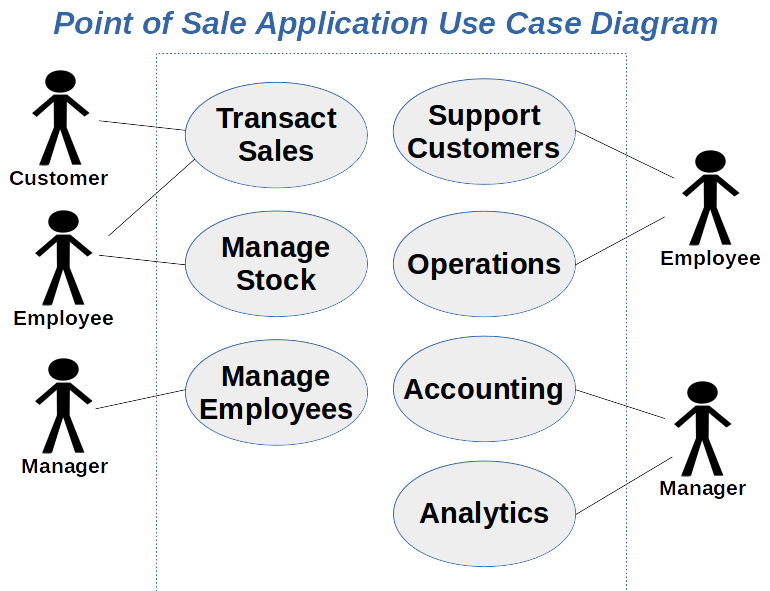 Point of Sale Application Use Case Diagram
Customer
Transact
Sales
Support
Customers
Employee
Manage
Stock
Operations
Employee
Manager
Manage
Employees
Accounting
Manager
Analytics